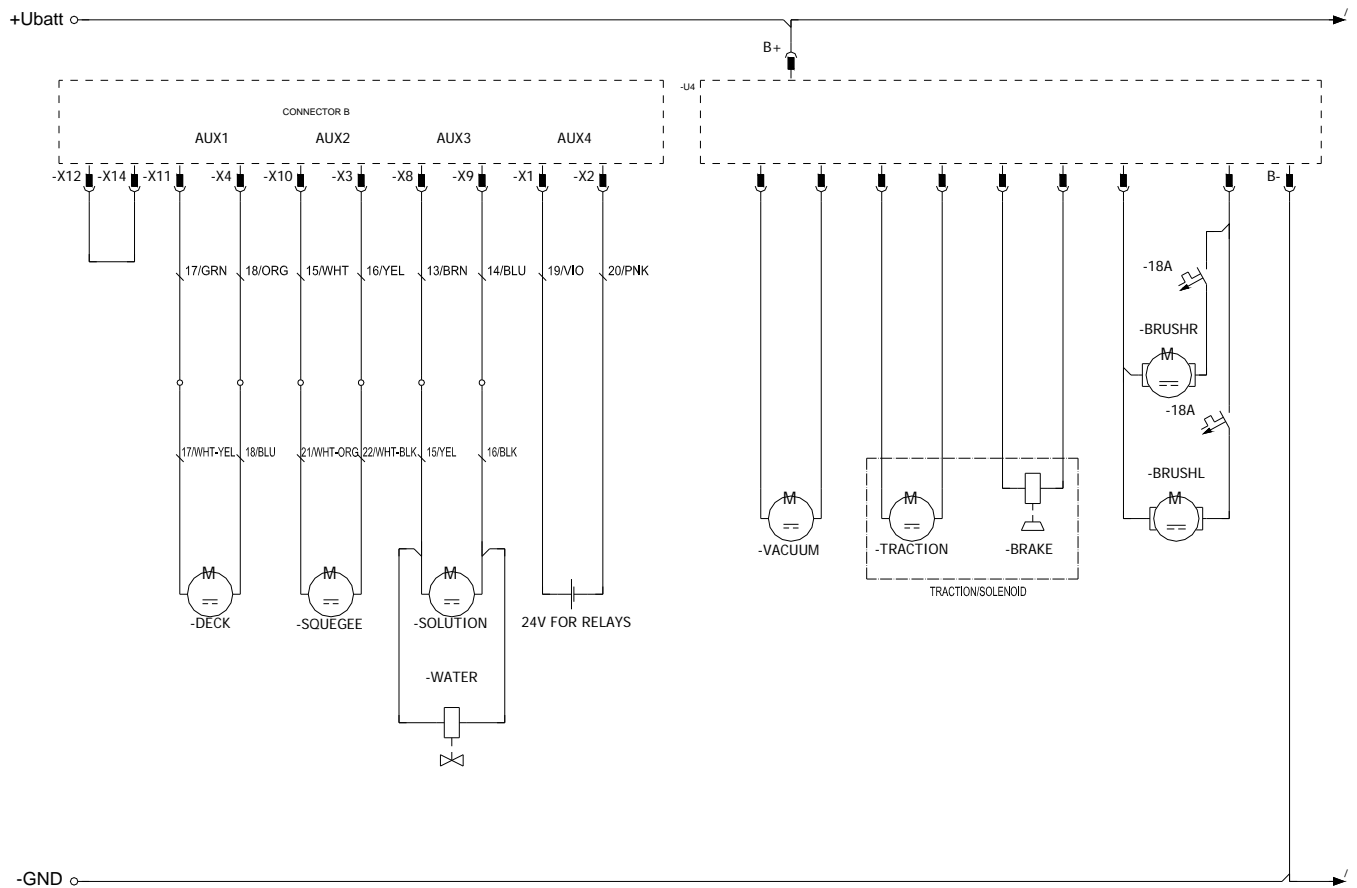 +Ubatt
/
B+
-U4
CONNECTOR B
AUX1 AUX2 AUX3 AUX4
-X12 -X14 -X11 -X4 -X10 -X3 -X8 -X9 -X1 -X2 B-
17/GRN 18/ORG 15/WHT 16/YEL 13/BRN 14/BLU 19/VIO 20/PNK
-18A
-BRUSHR
M
-18A
17/WHT-YEL 18/BLU 21/WHT-ORG 22/WHT-BLK 15/YEL 16/BLK
-BRUSHL
M M M
-VACUUM -TRACTION -BRAKE
M M M
TRACTION/SOLENOID
-DECK -SQUEGEE -SOLUTION 24V FOR RELAYS
-WATER
-GND
/